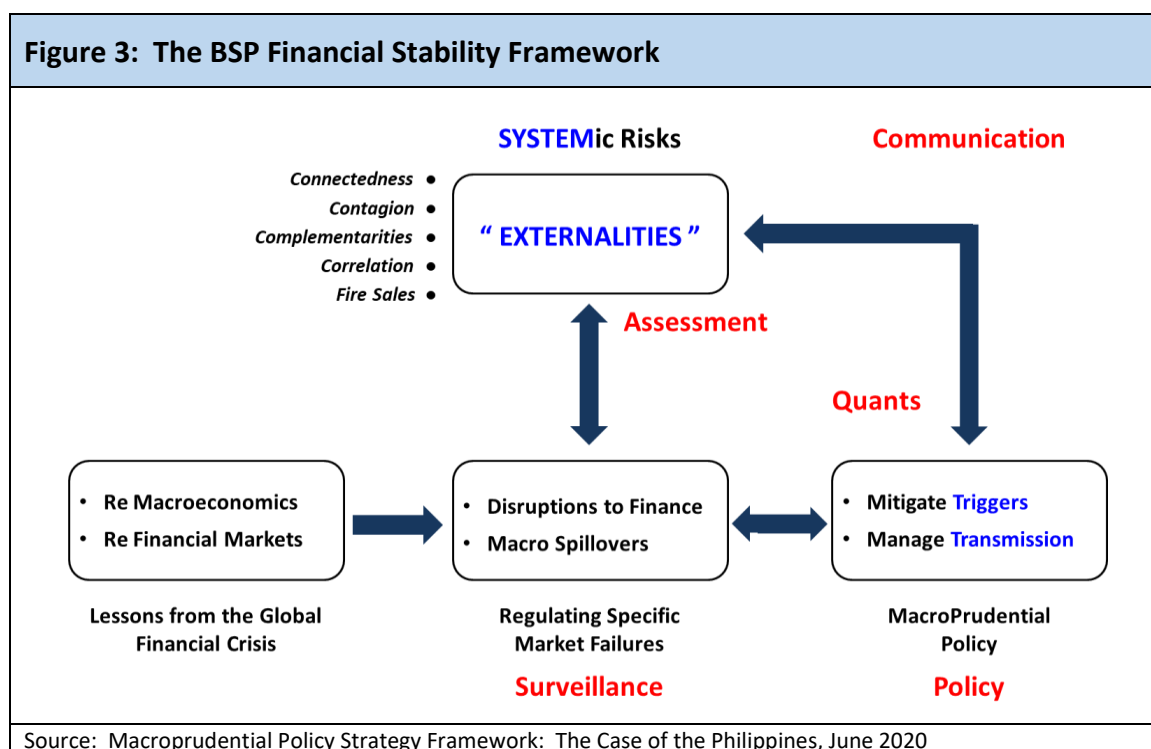 Figure 3: The BSP Financial Stability Framework
SYSTEMic Risks
Communication
Connectedness ●
Contagion ●
Complementarities ●
Correlation ●
Fire Sales ●
“ EXTERNALITIES ”
Assessment
Quants
• Re Macroeconomics
• Re Financial Markets
• Disruptions to Finance
• Macro Spillovers
• Mitigate Triggers
• Manage Transmission
Lessons from the Global
Financial Crisis
Regulating Specific
Market Failures
MacroPrudential
Policy
Surveillance
Policy
Source: Macroprudential Policy Strategy Framework: The Case of the Philippines, June 2020